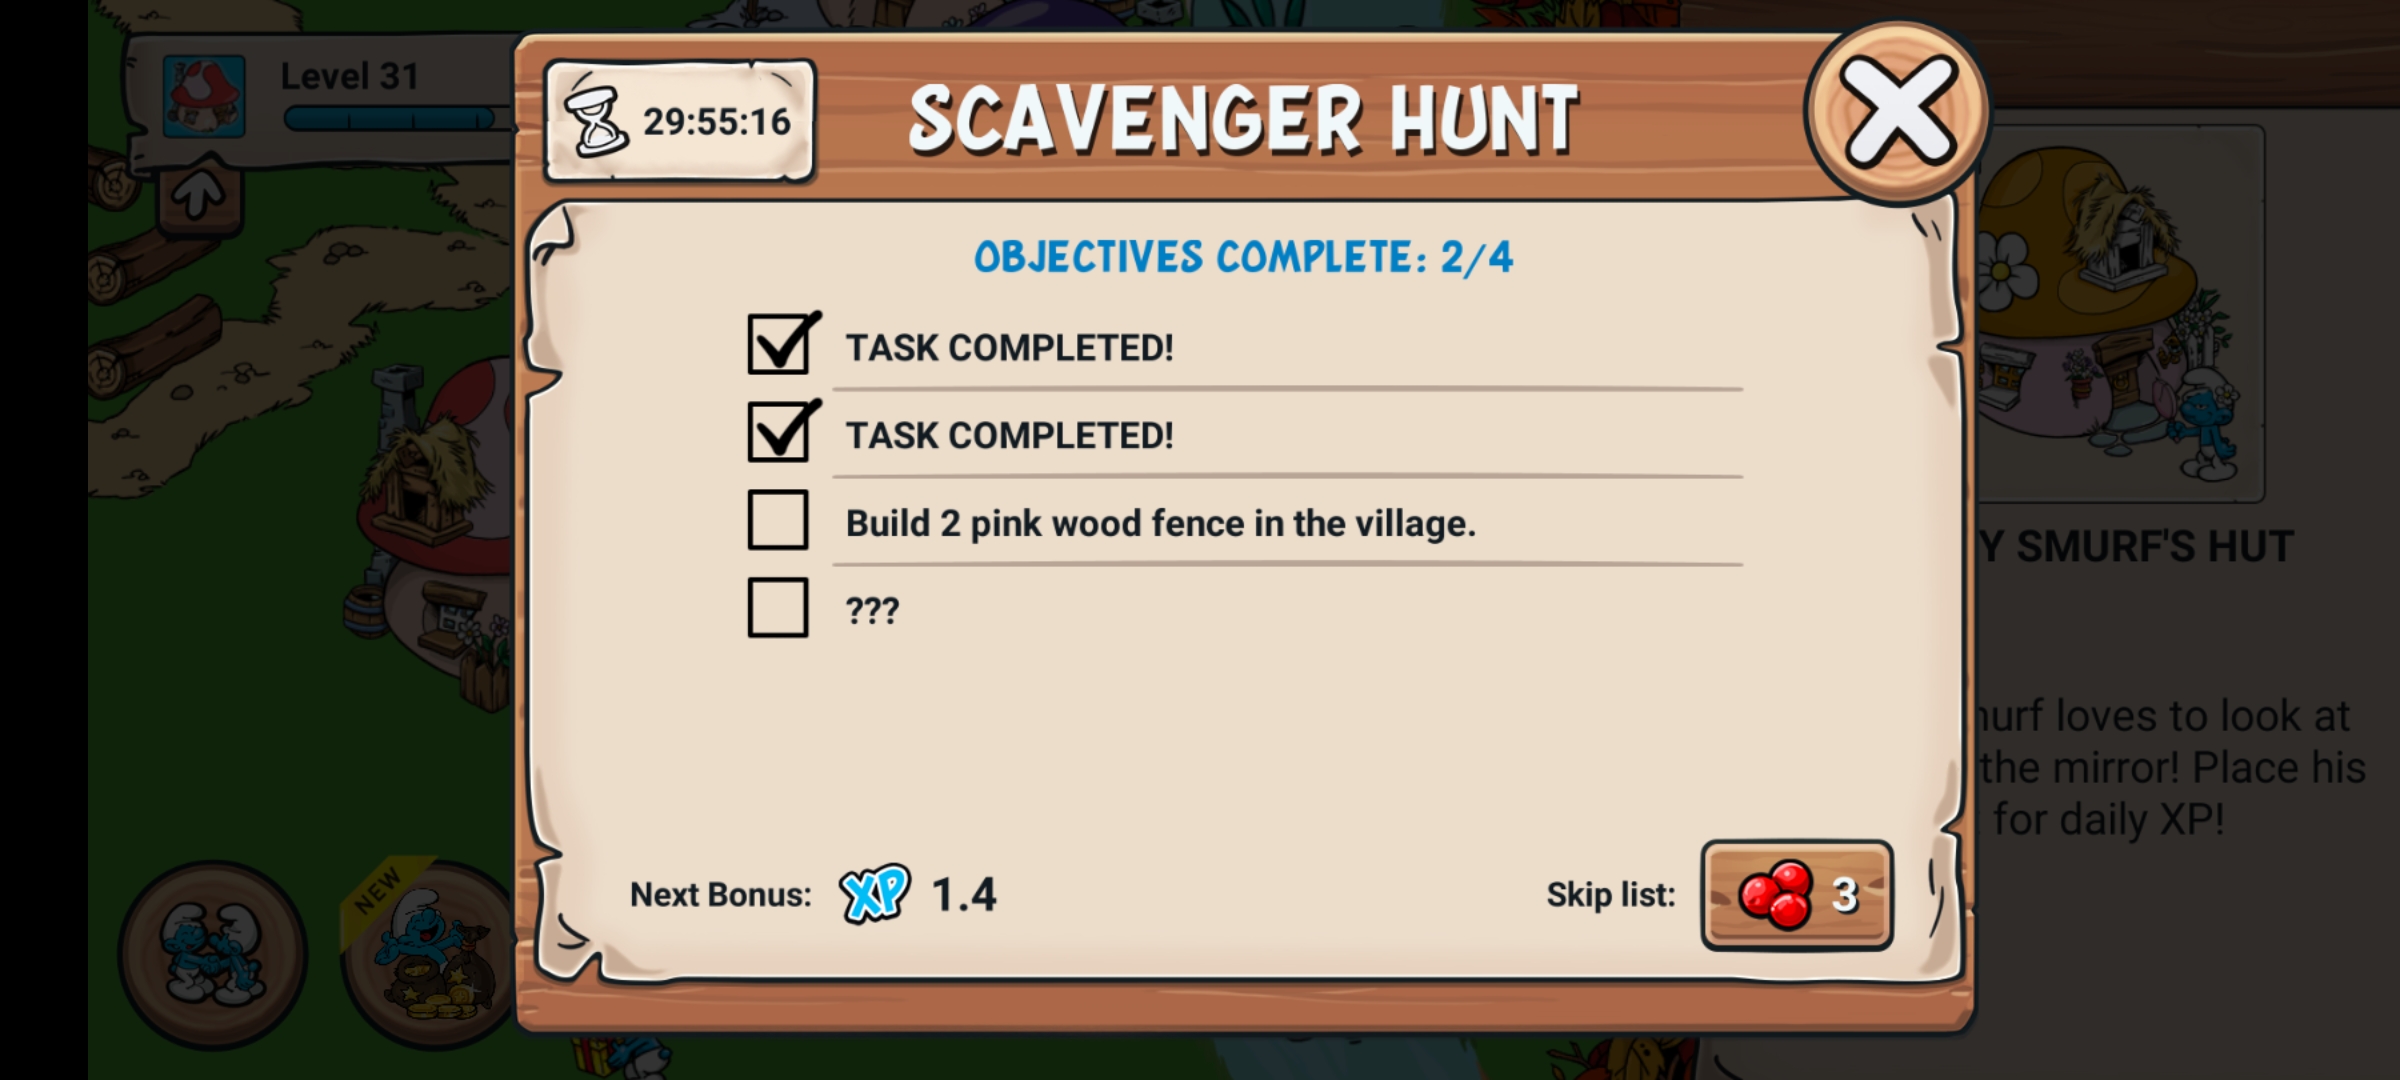 Level 31
29:55:16
SCAVENGER HUNT
OBJECTIVES COMPLETE: 2/4
TASK COMPLETED!
TASK COMPLETED!
Build 2 pink wood fence in the village.
???
Next Bonus: XP 1.4
Skip list: 3
Y SMURF'S HUT
murf loves to look at
the mirror! Place his
for daily XP!
NEW